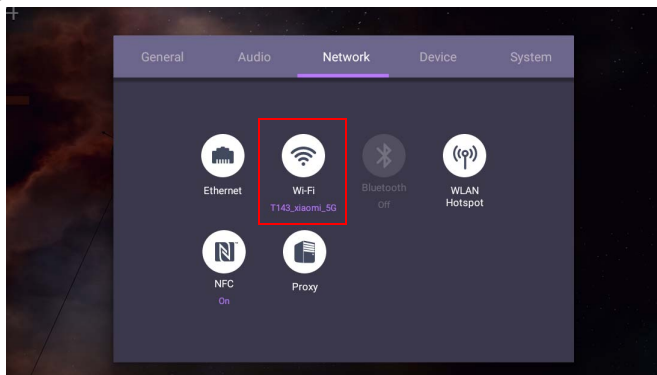 General Audio Network Device System
Ethernet Wi-Fi Bluetooth WLAN
Hotspot
T143_xiaomi_5G Off
NFC Proxy
On